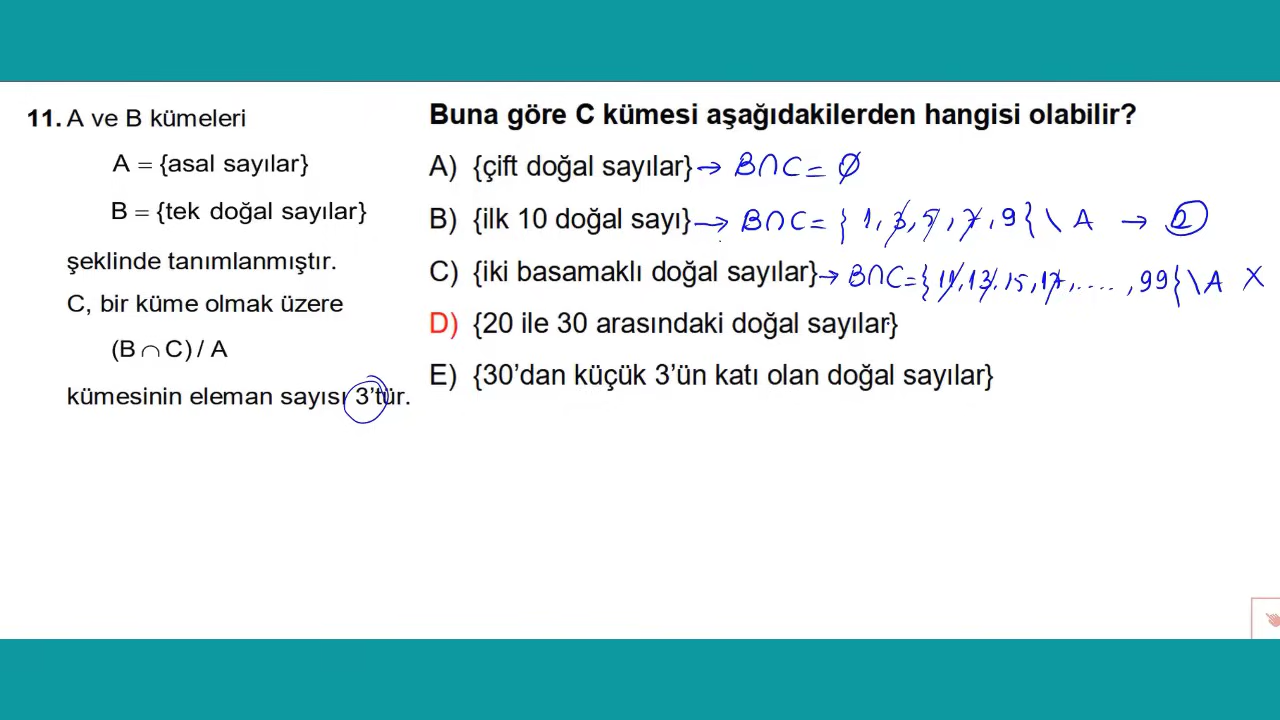 11. A ve B kümeleri
A = {asal sayılar}
B = {tek doğal sayılar}
şeklinde tanımlanmıştır.
C, bir küme olmak üzere
(B ∩ C) / A
kümesinin eleman sayısı 3’tür.
Buna göre C kümesi aşağıdakilerden hangisi olabilir?
A) {çift doğal sayılar} → B∩C = ∅
B) {ilk 10 doğal sayı} → B∩C = {1, 3, 5, 7, 9} \ A → 2
C) {iki basamaklı doğal sayılar} → B∩C = {11, 13, 15, 17, ...., 99} \ A X
D) {20 ile 30 arasındaki doğal sayılar}
E) {30’dan küçük 3’ün katı olan doğal sayılar}